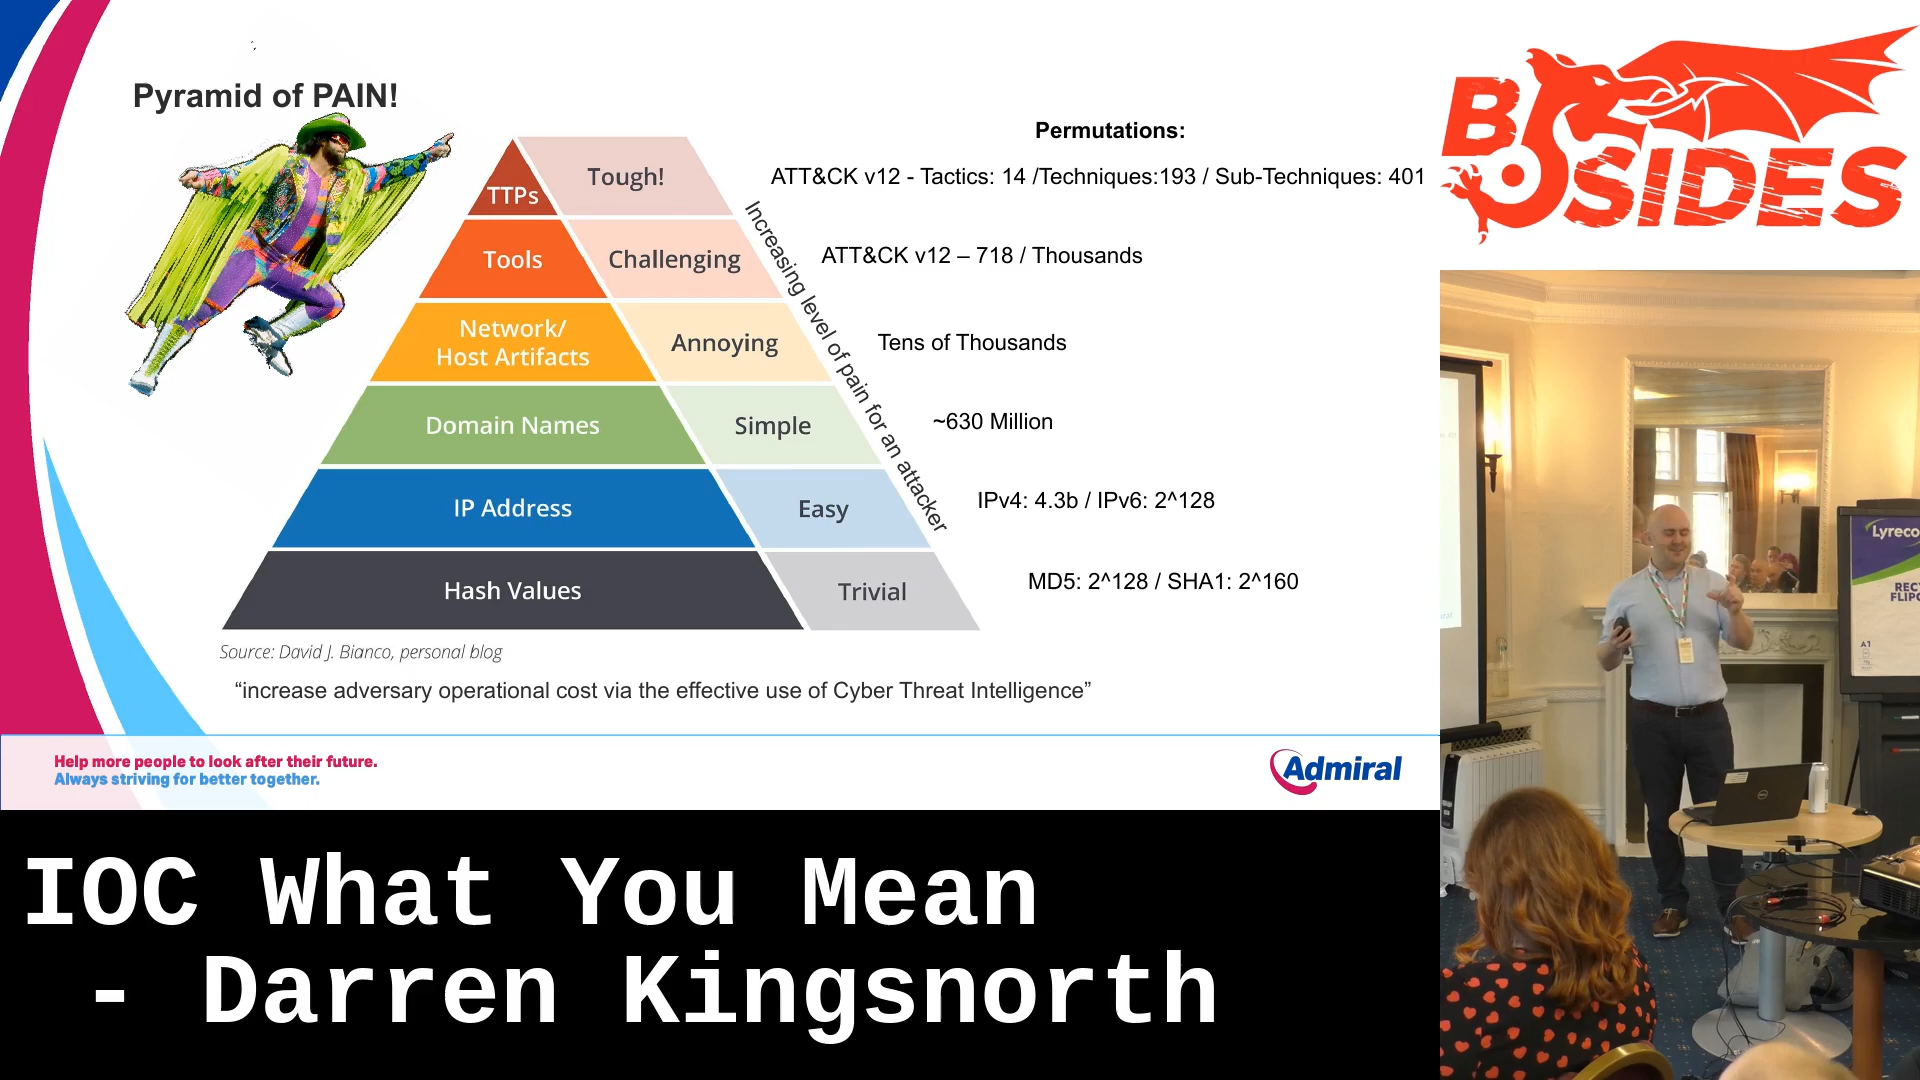 Pyramid of PAIN!
Permutations:
TTPs
Tough!
ATT&CK v12 - Tactics: 14 /Techniques:193 / Sub-Techniques: 401
Tools
Challenging
ATT&CK v12 – 718 / Thousands
Network/
Host Artifacts
Annoying
Tens of Thousands
Domain Names
Simple
~630 Million
IP Address
Easy
IPv4: 4.3b / IPv6: 2^128
Hash Values
Trivial
MD5: 2^128 / SHA1: 2^160
Increasing level of pain for an attacker
Source: David J. Bianco, personal blog
“increase adversary operational cost via the effective use of Cyber Threat Intelligence”
Help more people to look after their future.
Always striving for better together.
Admiral
IOC What You Mean
- Darren Kingsnorth
BSIDES
Lyreco
A1